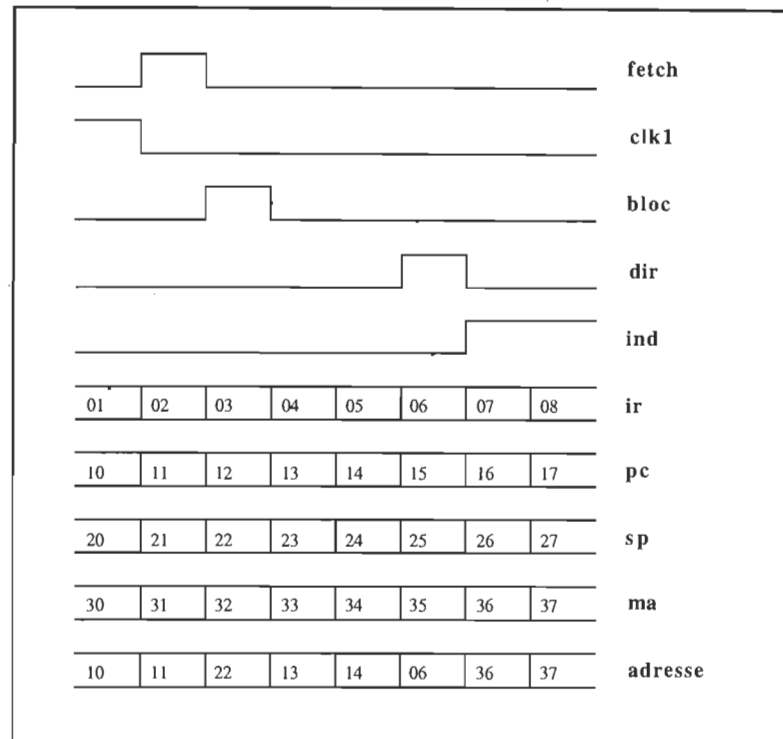 fetch
clk1
bloc
dir
ind
01 02 03 04 05 06 07 08 ir
10 11 12 13 14 15 16 17 pc
20 21 22 23 24 25 26 27 sp
30 31 32 33 34 35 36 37 ma
10 11 22 13 14 06 36 37 adresse